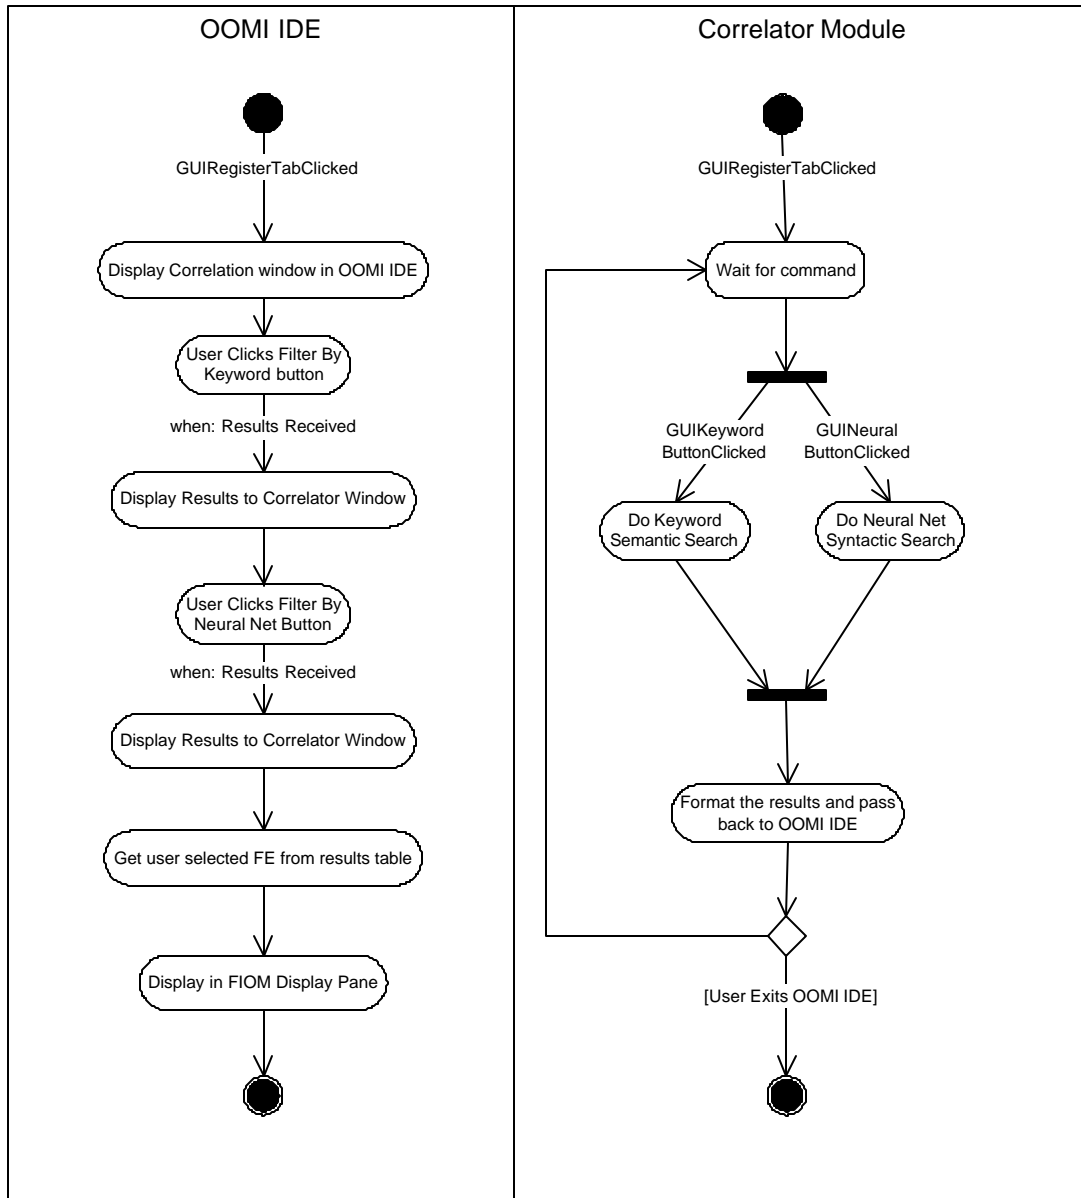 OOMI IDE
GUIRegisterTabClicked
Display Correlation window in OOMI IDE
User Clicks Filter By
Keyword button
when: Results Received
Display Results to Correlator Window
User Clicks Filter By
Neural Net Button
when: Results Received
Display Results to Correlator Window
Get user selected FE from results table
Display in FIOM Display Pane
Correlator Module
GUIRegisterTabClicked
Wait for command
GUIKeyword
ButtonClicked
GUINeural
ButtonClicked
Do Keyword
Semantic Search
Do Neural Net
Syntactic Search
Format the results and pass
back to OOMI IDE
[User Exits OOMI IDE]